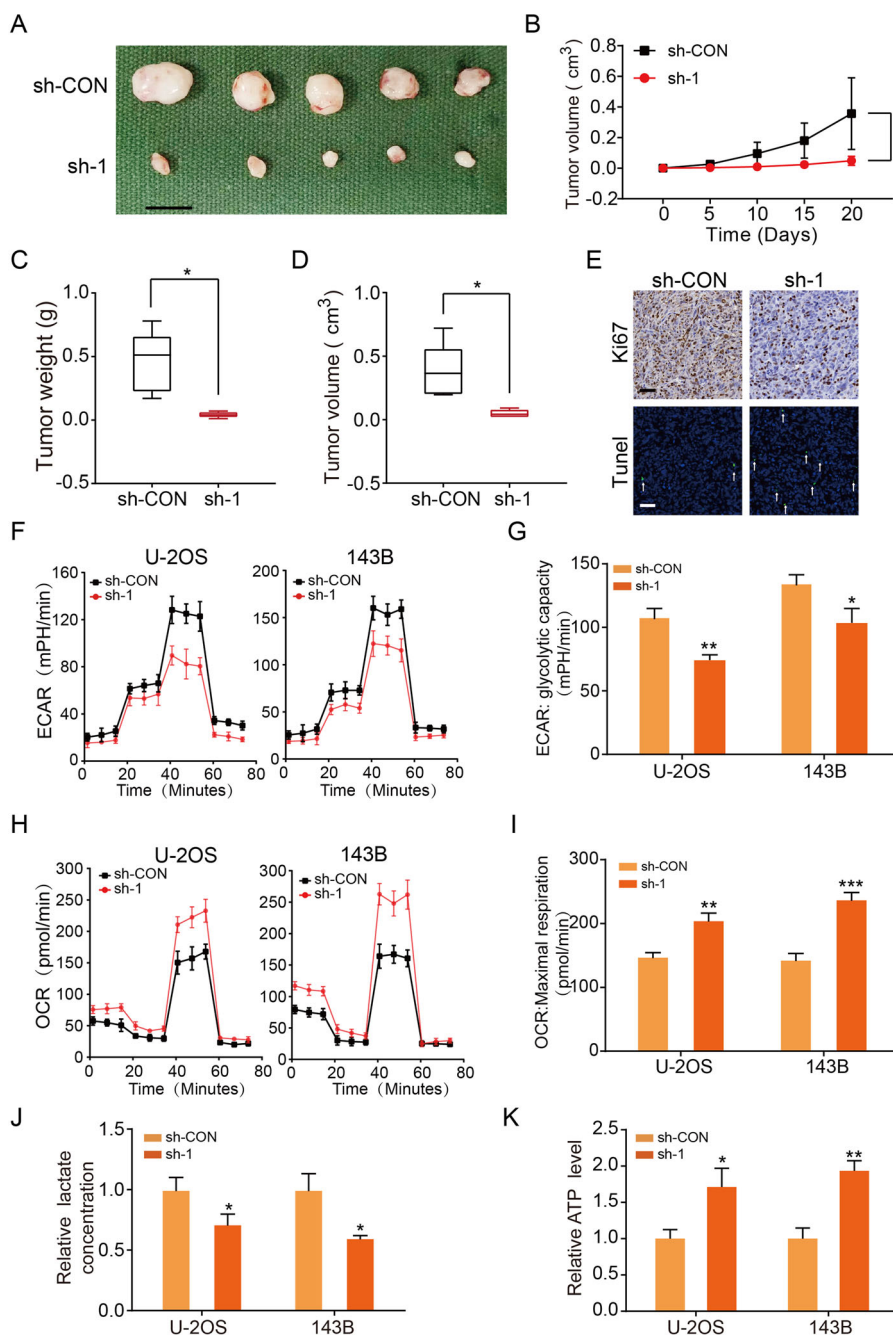 A
sh-CON
sh-1
B
sh-CON
sh-1
Tumor volume ( cm³)
0.8
0.6
0.4
0.2
0.0
-0.2
0 5 10 15 20
Time (Days)
C
*
Tumor weight (g)
1.0
0.5
0.0
-0.5
sh-CON sh-1
D
*
Tumor volume ( cm³)
1.0
0.5
0.0
-0.5
sh-CON sh-1
E
sh-CON sh-1
Ki67
Tunel
F
U-2OS
sh-CON
sh-1
ECAR (mPH/min)
160
120
80
40
0
0 20 40 60 80
Time (Minutes)
143B
sh-CON
sh-1
200
150
100
50
0
0 20 40 60 80
Time (Minutes)
G
sh-CON
sh-1
ECAR: glycolytic capacity
(mPH/min)
150
100
50
0
**
*
U-2OS 143B
H
U-2OS
sh-CON
sh-1
OCR (pmol/min)
300
250
200
150
100
50
0
0 20 40 60 80
Time (Minutes)
143B
sh-CON
sh-1
300
250
200
150
100
50
0
0 20 40 60 80
Time (Minutes)
I
sh-CON
sh-1
OCR:Maximal respiration
(pmol/min)
300
200
100
0
**
***
U-2OS 143B
J
sh-CON
sh-1
Relative lactate
concentration
1.5
1.0
0.5
0.0
*
*
U-2OS 143B
K
sh-CON
sh-1
Relative ATP level
2.5
2.0
1.5
1.0
0.5
0.0
*
**
U-2OS 143B